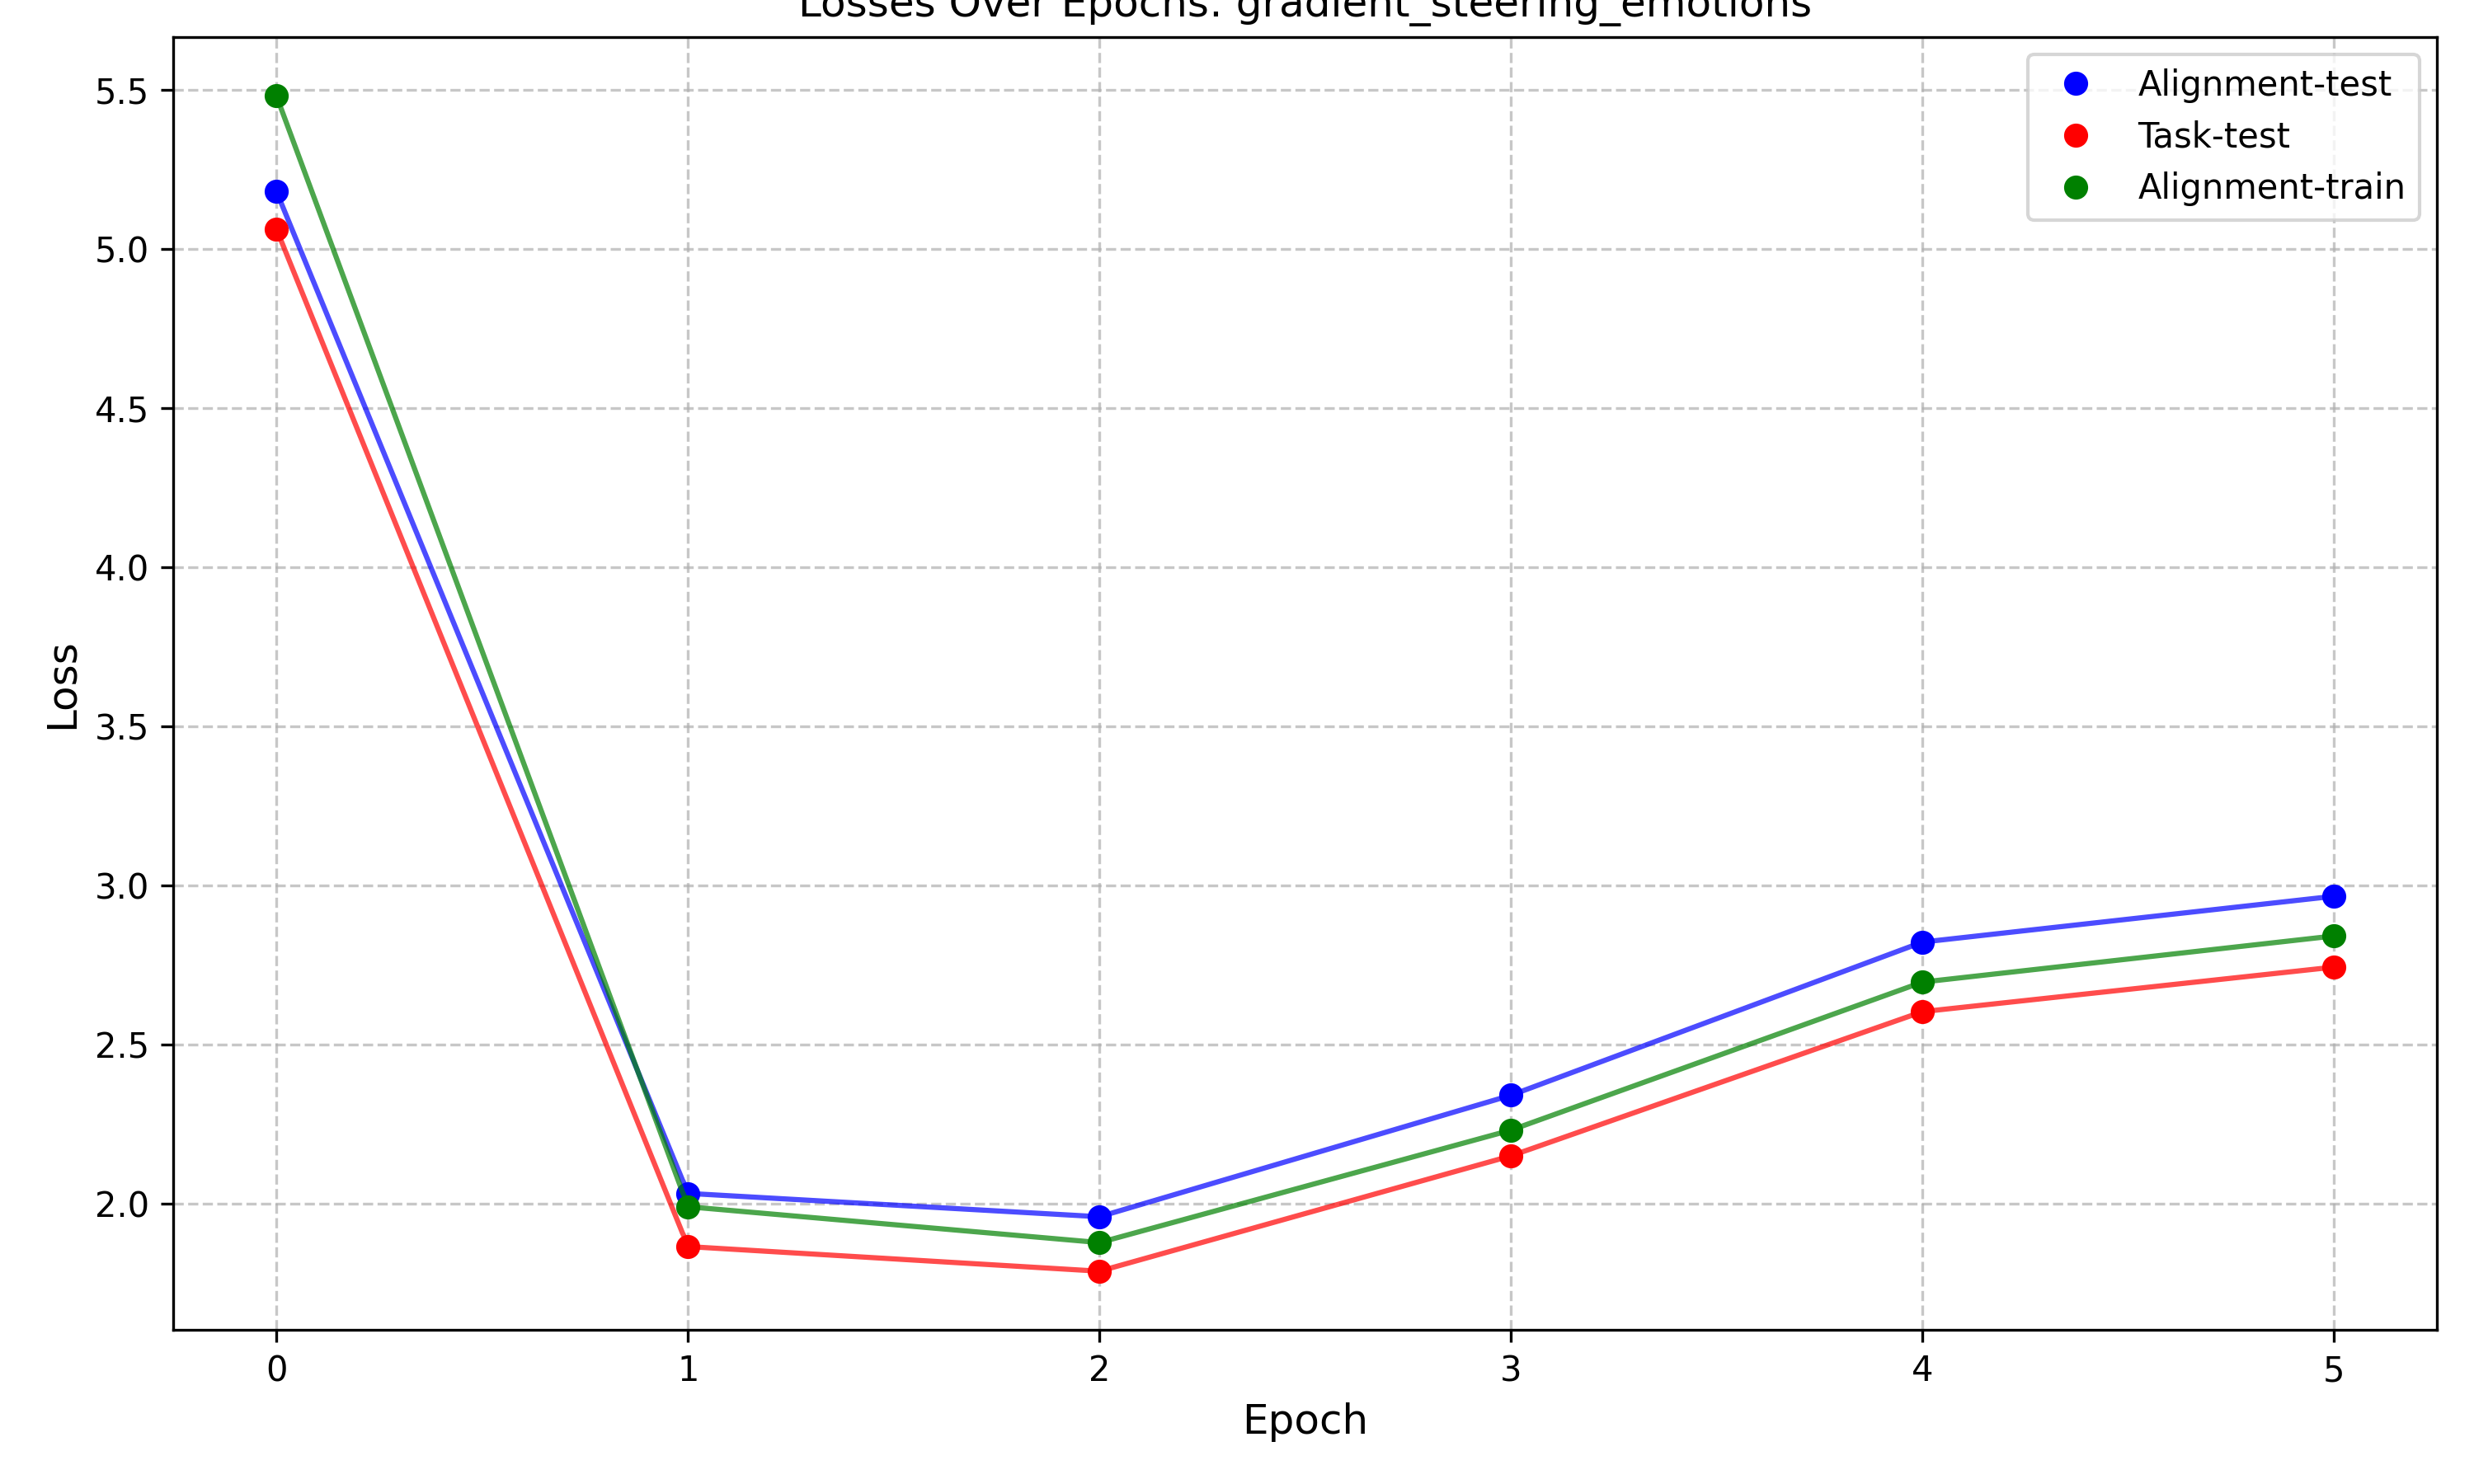 Losses Over Epochs: gradient_steering_emotions
5.5
5.0
4.5
4.0
3.5
3.0
2.5
2.0
Loss
Alignment-test
Task-test
Alignment-train
0 1 2 3 4 5
Epoch